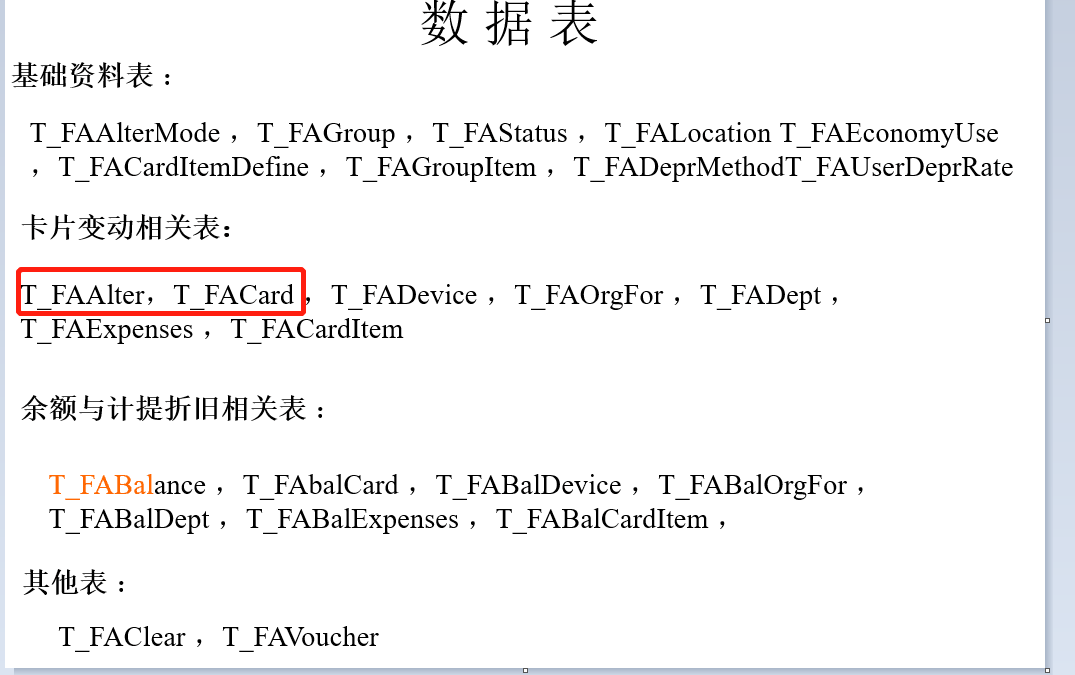 数 据 表
基础资料表：
T_FAAlterMode ，T_FAGroup ，T_FAStatus ，T_FALocation T_FAEconomyUse
，T_FACardItemDefine ，T_FAGroupItem ，T_FADeprMethodT_FAUserDeprRate
卡片变动相关表：
T_FAAlter，T_FACard ，T_FADevice ，T_FAOrgFor ，T_FADept ，
T_FAExpenses ，T_FACardItem
余额与计提折旧相关表：
T_FABalance ，T_FAbalCard ，T_FABalDevice ，T_FABalOrgFor ，
T_FABalDept ，T_FABalExpenses ，T_FABalCardItem ，
其他表：
T_FAClear ，T_FAVoucher